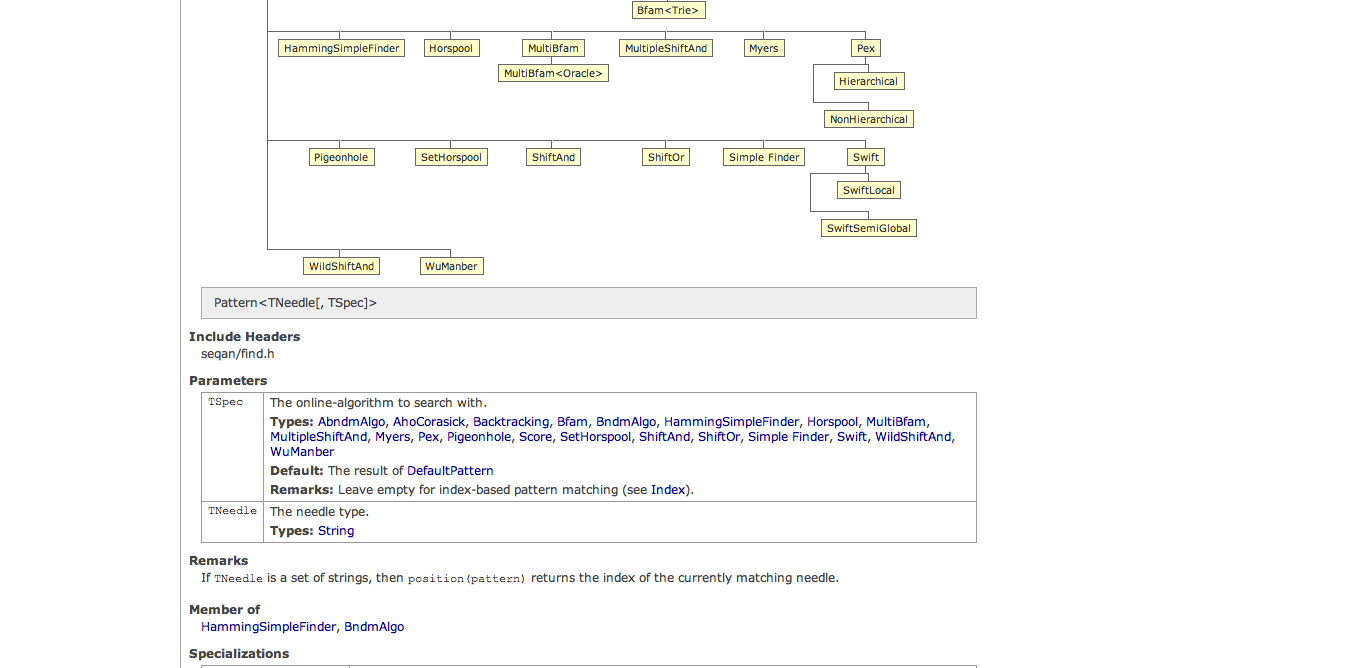 Bfam<Trie>
HammingSimpleFinder Horspool MultiBfam MultipleShiftAnd Myers Pex
MultiBfam<Oracle>
Hierarchical
NonHierarchical
Pigeonhole SetHorspool ShiftAnd ShiftOr Simple Finder Swift
SwiftLocal
SwiftSemiGlobal
WildShiftAnd WuManber
Pattern<TNeedle[, TSpec]>
Include Headers
seqan/find.h
Parameters
TSpec The online-algorithm to search with.
Types: AbndmAlgo, AhoCorasick, Backtracking, Bfam, BndmAlgo, HammingSimpleFinder, Horspool, MultiBfam,
MultipleShiftAnd, Myers, Pex, Pigeonhole, Score, SetHorspool, ShiftAnd, ShiftOr, Simple Finder, Swift, WildShiftAnd,
WuManber
Default: The result of DefaultPattern
Remarks: Leave empty for index-based pattern matching (see Index).
TNeedle The needle type.
Types: String
Remarks
If TNeedle is a set of strings, then position(pattern) returns the index of the currently matching needle.
Member of
HammingSimpleFinder, BndmAlgo
Specializations